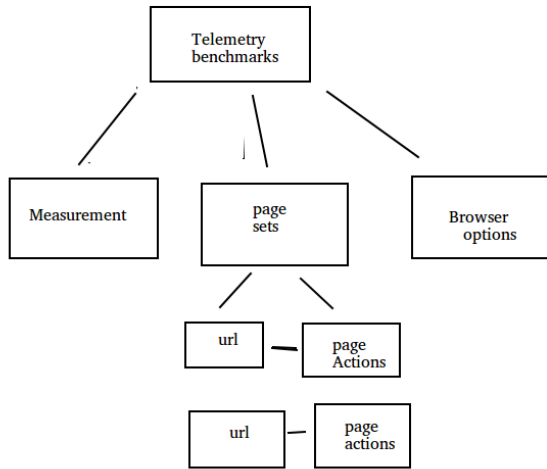 Telemetry
benchmarks
Measurement
page
sets
Browser
options
url
page
Actions
url
page
actions